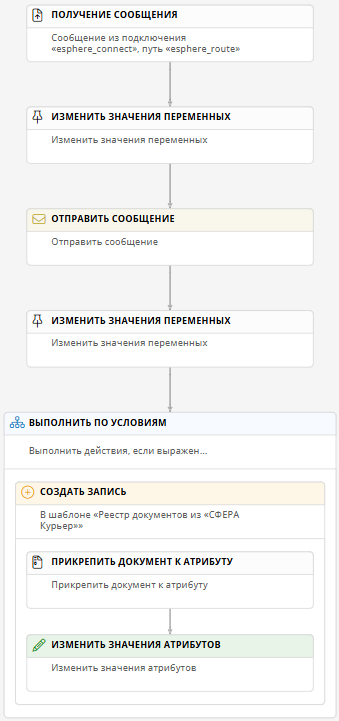 ПОЛУЧЕНИЕ СООБЩЕНИЯ
Сообщение из подключения
«esphere_connect», путь «esphere_route»
ИЗМЕНИТЬ ЗНАЧЕНИЯ ПЕРЕМЕННЫХ
Изменить значения переменных
ОТПРАВИТЬ СООБЩЕНИЕ
Отправить сообщение
ИЗМЕНИТЬ ЗНАЧЕНИЯ ПЕРЕМЕННЫХ
Изменить значения переменных
ВЫПОЛНИТЬ ПО УСЛОВИЯМ
Выполнить действия, если выражен...
СОЗДАТЬ ЗАПИСЬ
В шаблоне «Реестр документов из «СФЕРА
Курьер»»
ПРИКРЕПИТЬ ДОКУМЕНТ К АТРИБУТУ
Прикрепить документ к атрибуту
ИЗМЕНИТЬ ЗНАЧЕНИЯ АТРИБУТОВ
Изменить значения атрибутов